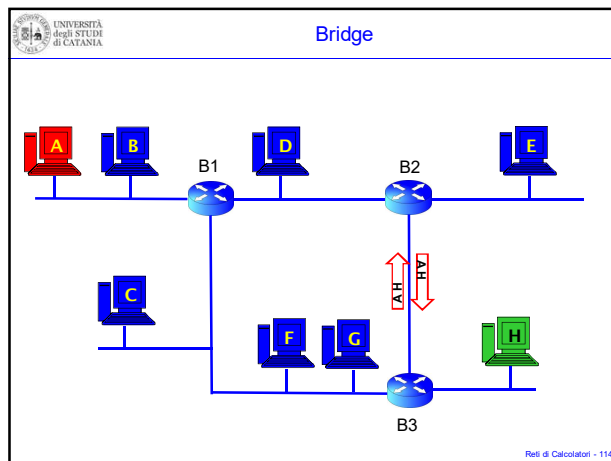 UNIVERSITÀ
degli STUDI
di CATANIA
Bridge
A
B
D
E
B1
B2
A H
A H
C
F
G
H
B3
Reti di Calcolatori - 114